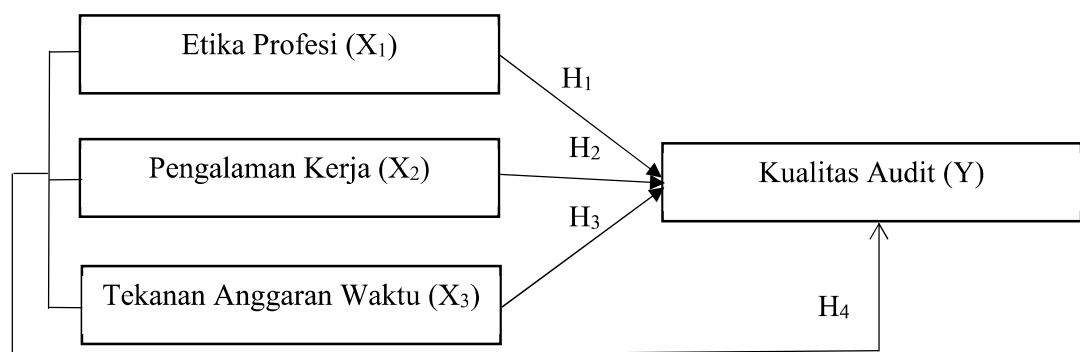 Etika Profesi (X₁)
H₁
Pengalaman Kerja (X₂)
H₂
Kualitas Audit (Y)
H₃
Tekanan Anggaran Waktu (X₃)
H₄